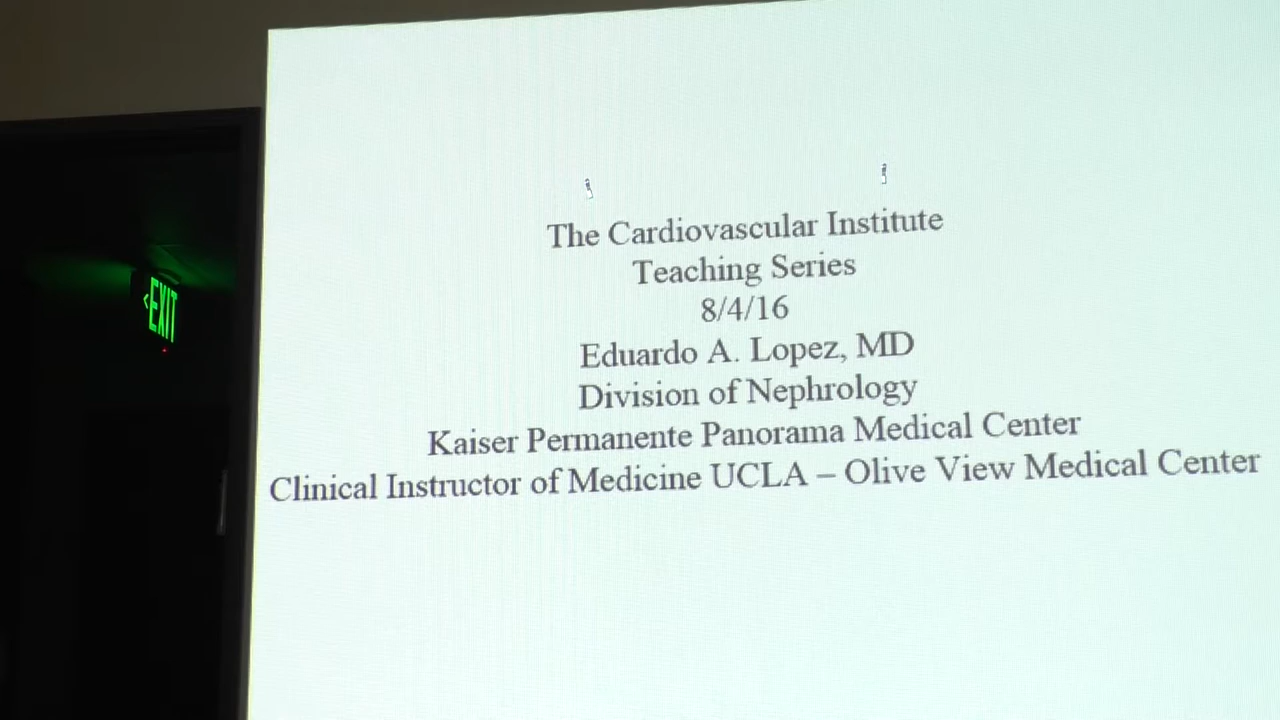 The Cardiovascular Institute
Teaching Series
8/4/16
Eduardo A. Lopez, MD
Division of Nephrology
Kaiser Permanente Panorama Medical Center
Clinical Instructor of Medicine UCLA – Olive View Medical Center
EXIT